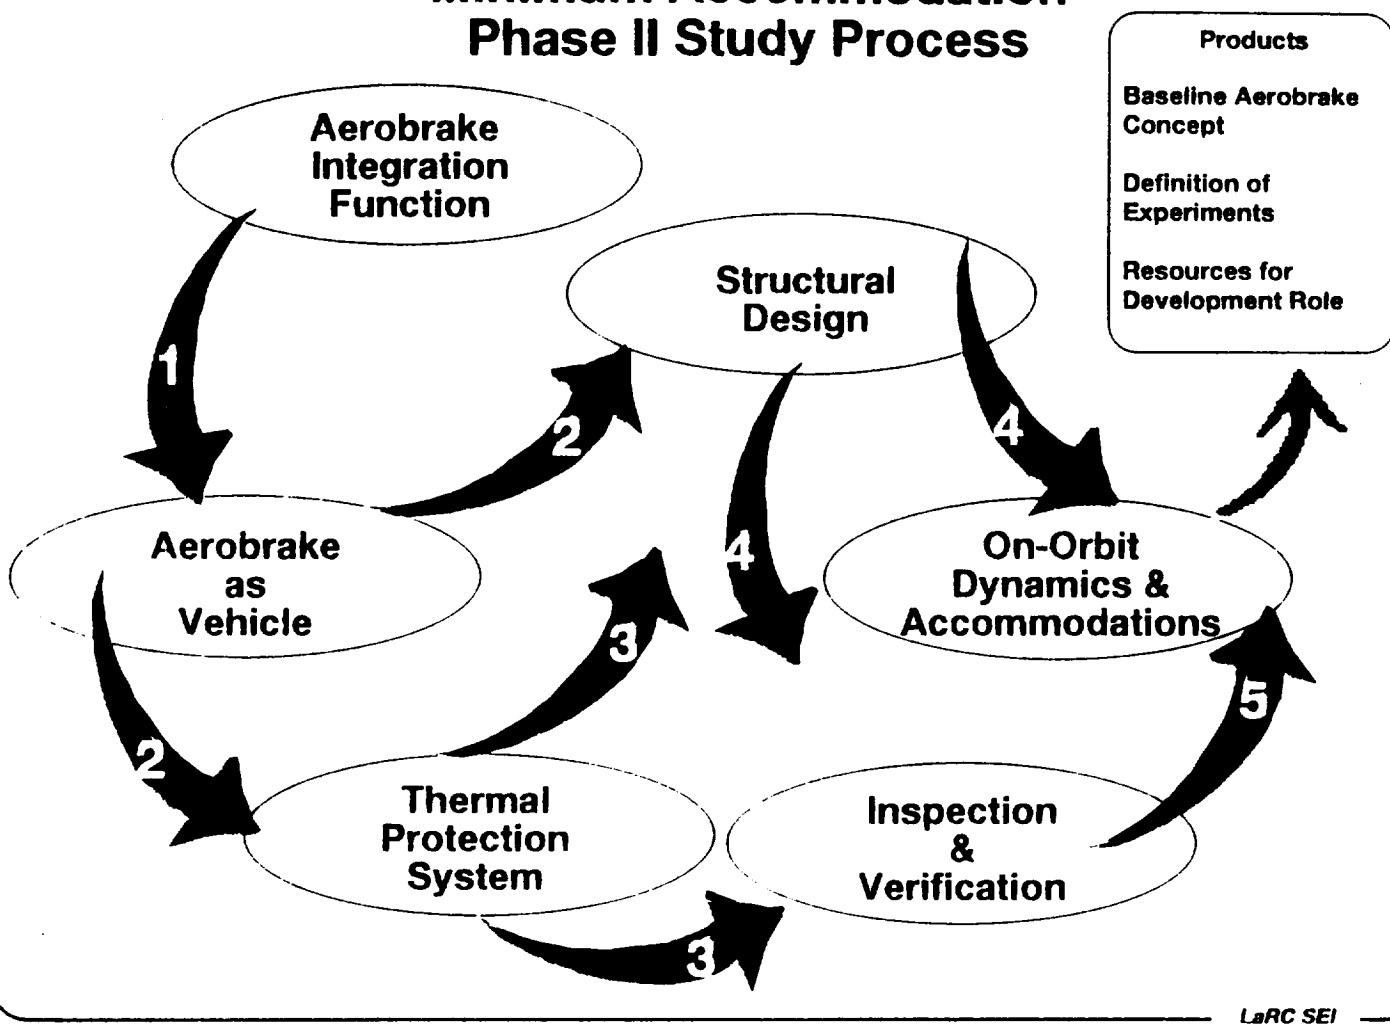 Minimum Accommodation
Phase II Study Process
Products
Baseline Aerobrake
Concept
Definition of
Experiments
Resources for
Development Role
Aerobrake
Integration
Function
Structural
Design
1
2
4
4
Aerobrake
as
Vehicle
On-Orbit
Dynamics &
Accommodations
3
5
2
Thermal
Protection
System
Inspection
&
Verification
3
LaRC SEI